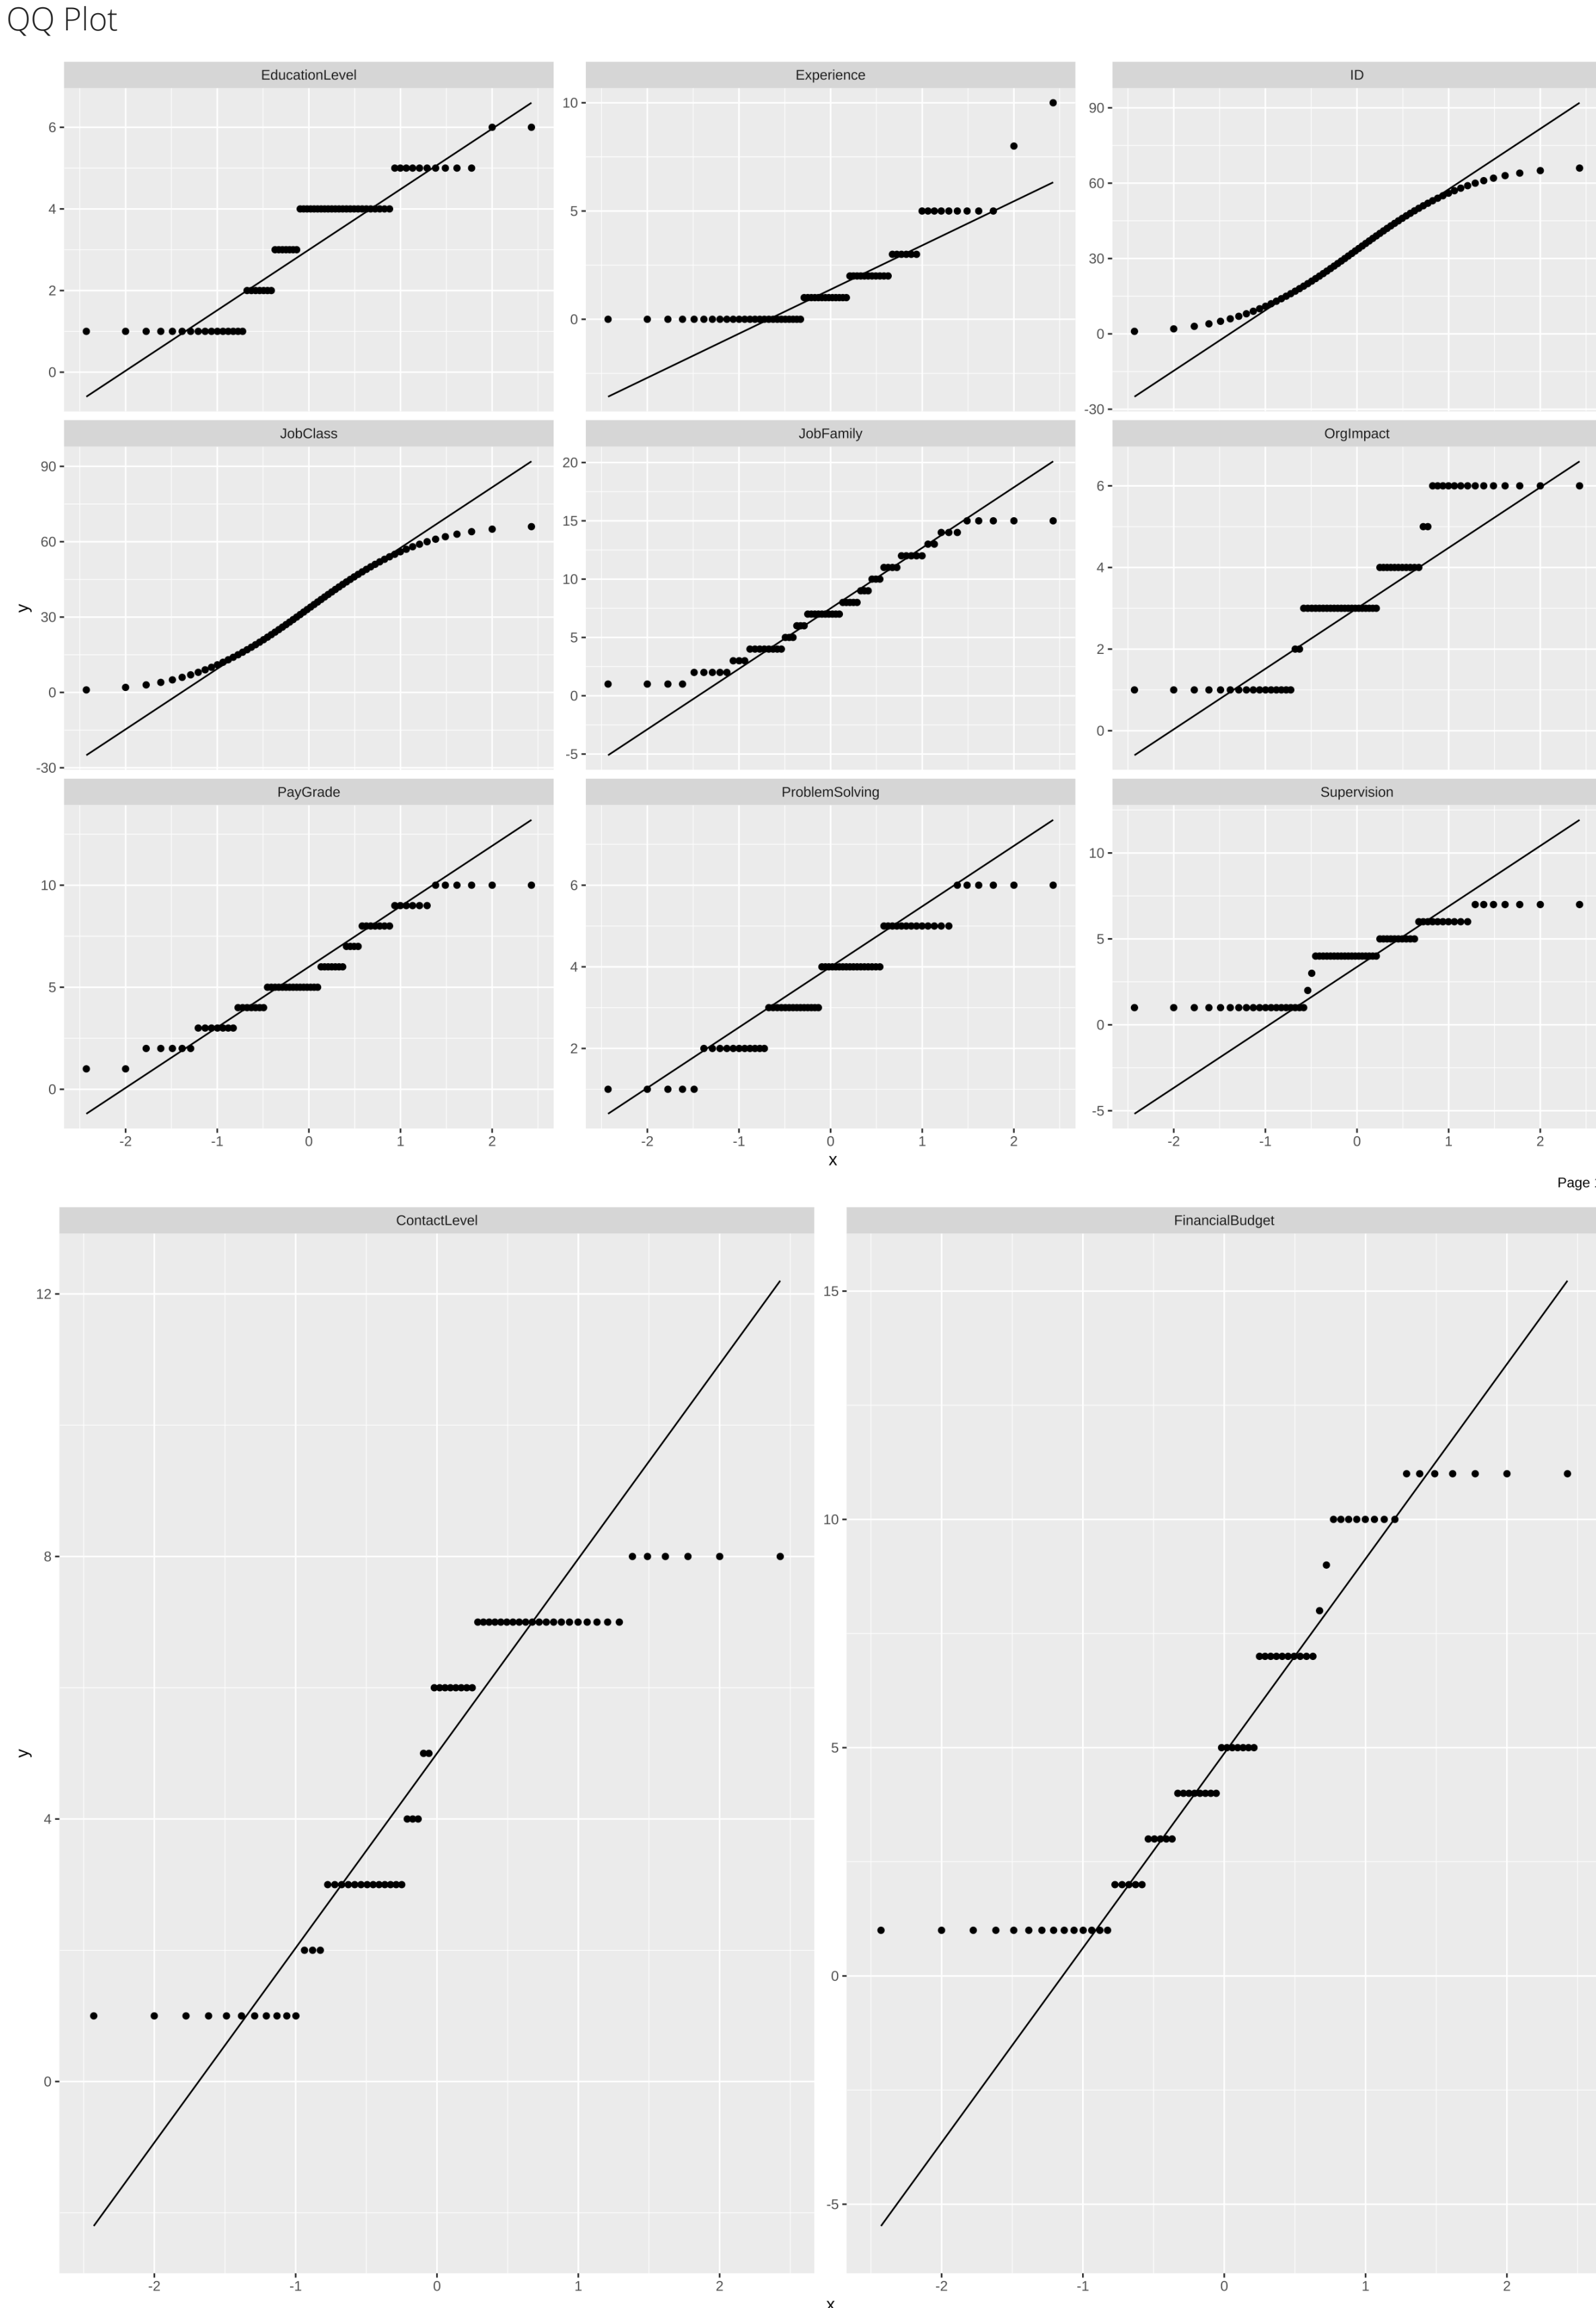 QQ Plot
EducationLevel Experience ID
6 4 2 0
10 5 0
90 60 30 0 -30
JobClass JobFamily OrgImpact
90 60 30 0 -30
20 15 10 5 0 -5
6 4 2 0
y
PayGrade ProblemSolving Supervision
10 5 0
6 4 2
10 5 0 -5
-2 -1 0 1 2 -2 -1 0 1 2 -2 -1 0 1 2
x
Page
ContactLevel FinancialBudget
12 8 4 0
15 10 5 0 -5
y
-2 -1 0 1 2 -2 -1 0 1 2
x